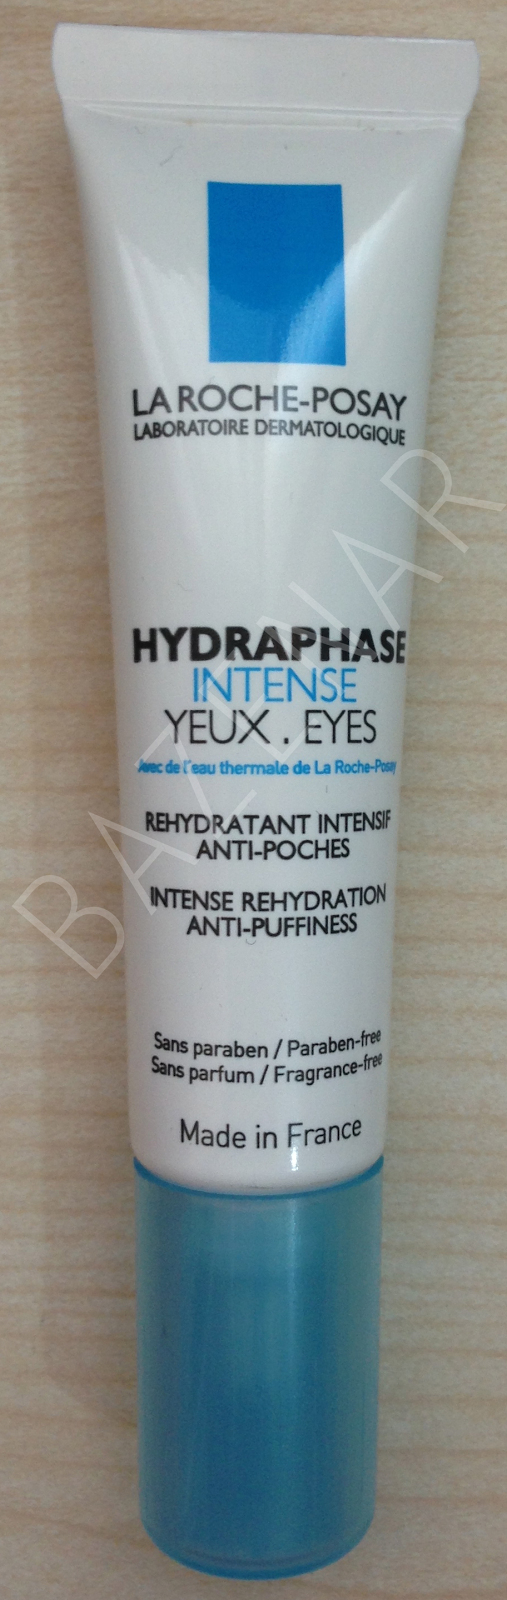 LA ROCHE-POSAY
LABORATOIRE DERMATOLOGIQUE
HYDRAPHASE
INTENSE
YEUX . EYES
Avec de l'eau thermale de La Roche-Posay
REHYDRATANT INTENSIF
ANTI-POCHES
INTENSE REHYDRATION
ANTI-PUFFINESS
Sans paraben / Paraben-free
Sans parfum / Fragrance-free
Made in France
BAZENAR